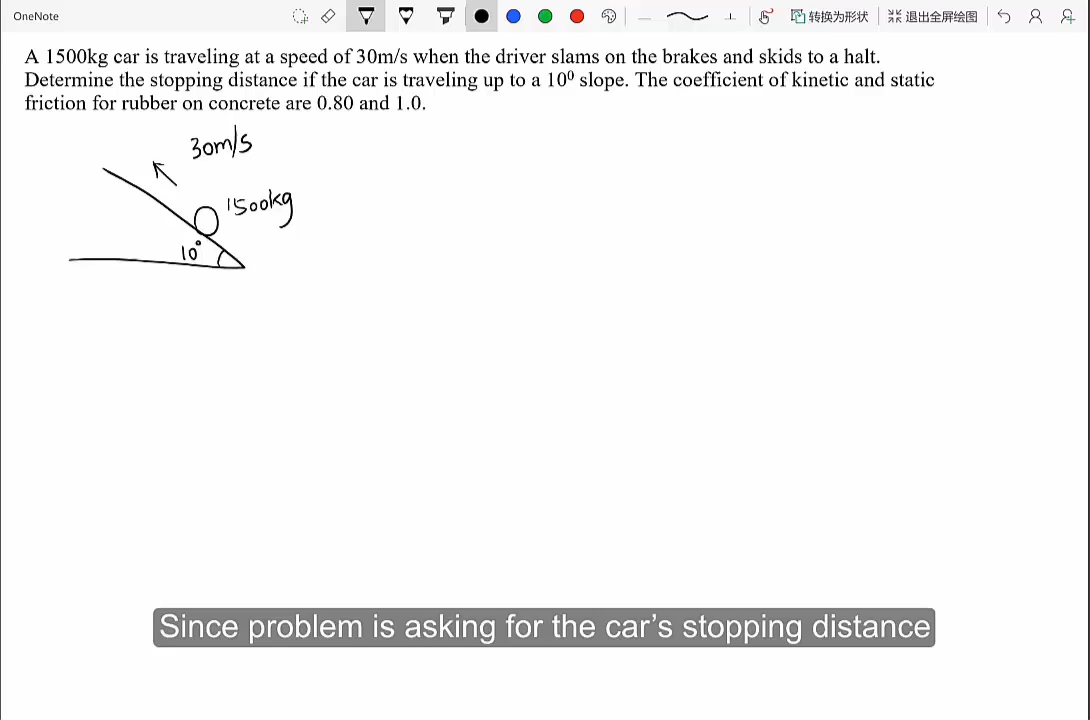 OneNote
转换为形状
退出全屏绘图
A 1500kg car is traveling at a speed of 30m/s when the driver slams on the brakes and skids to a halt.
Determine the stopping distance if the car is traveling up to a 10⁰ slope. The coefficient of kinetic and static
friction for rubber on concrete are 0.80 and 1.0.
30m/s
1500kg
10°
Since problem is asking for the car's stopping distance